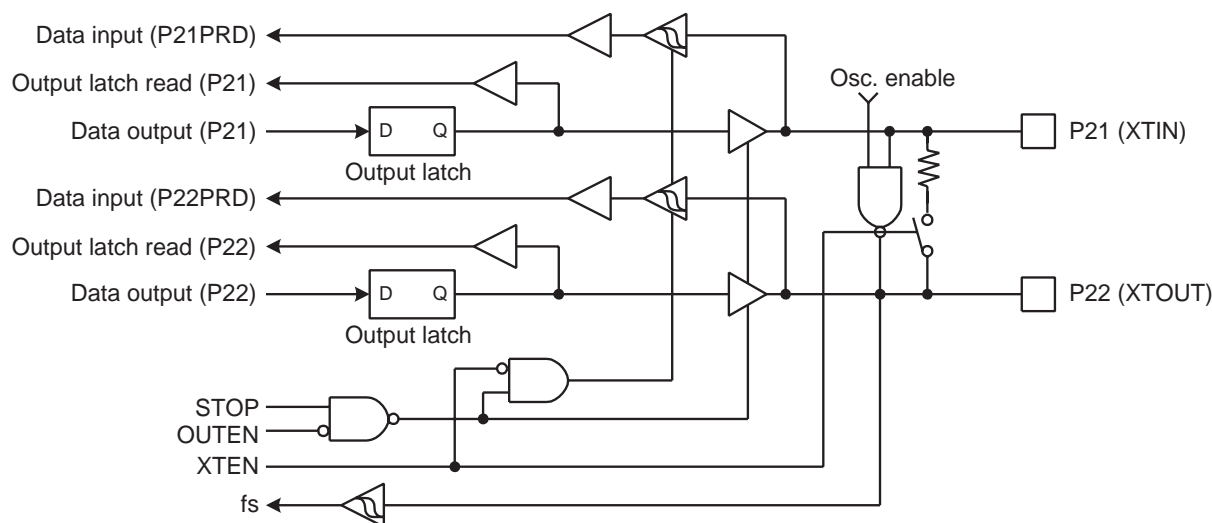 Data input (P21PRD)
Output latch read (P21)
Osc. enable
Data output (P21)
D Q
P21 (XTIN)
Output latch
Data input (P22PRD)
Output latch read (P22)
Data output (P22)
D Q
P22 (XTOUT)
Output latch
STOP
OUTEN
XTEN
fs